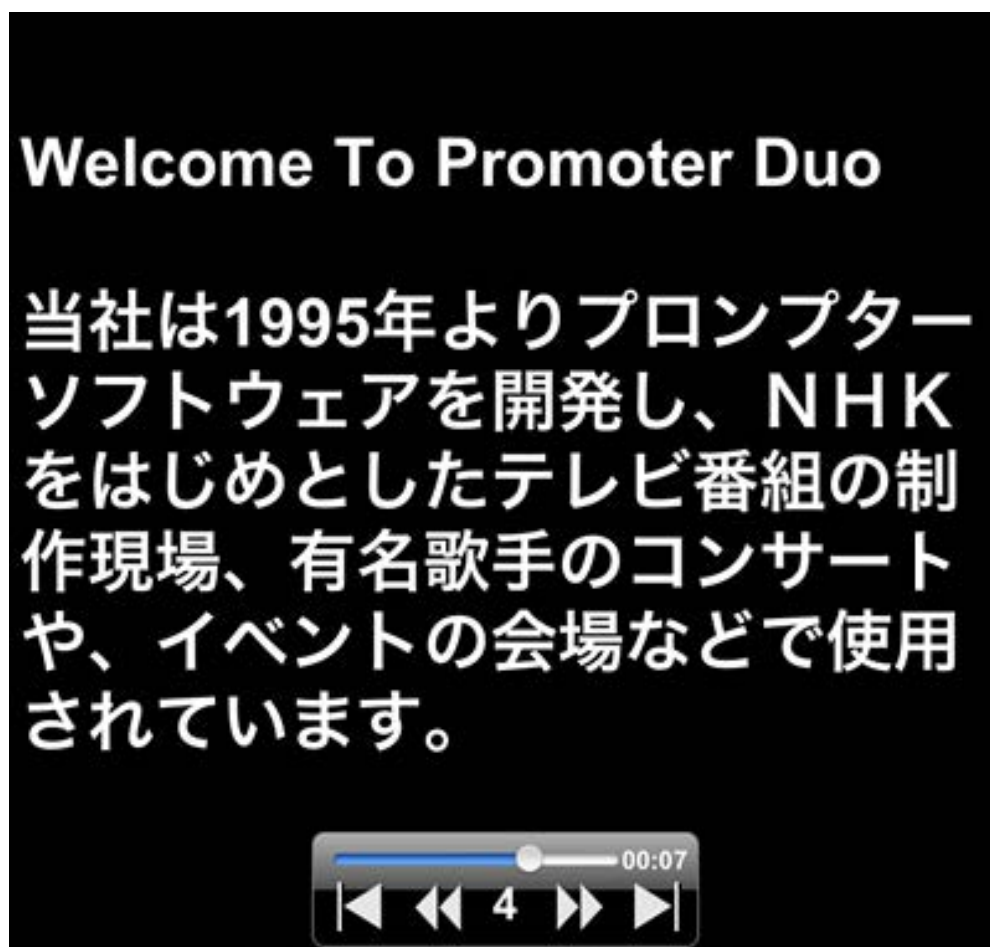 Welcome To Promoter Duo
当社は1995年よりプロンプター
ソフトウェアを開発し、ＮＨＫ
をはじめとしたテレビ番組の制
作現場、有名歌手のコンサート
や、イベントの会場などで使用
されています。
00:07
4